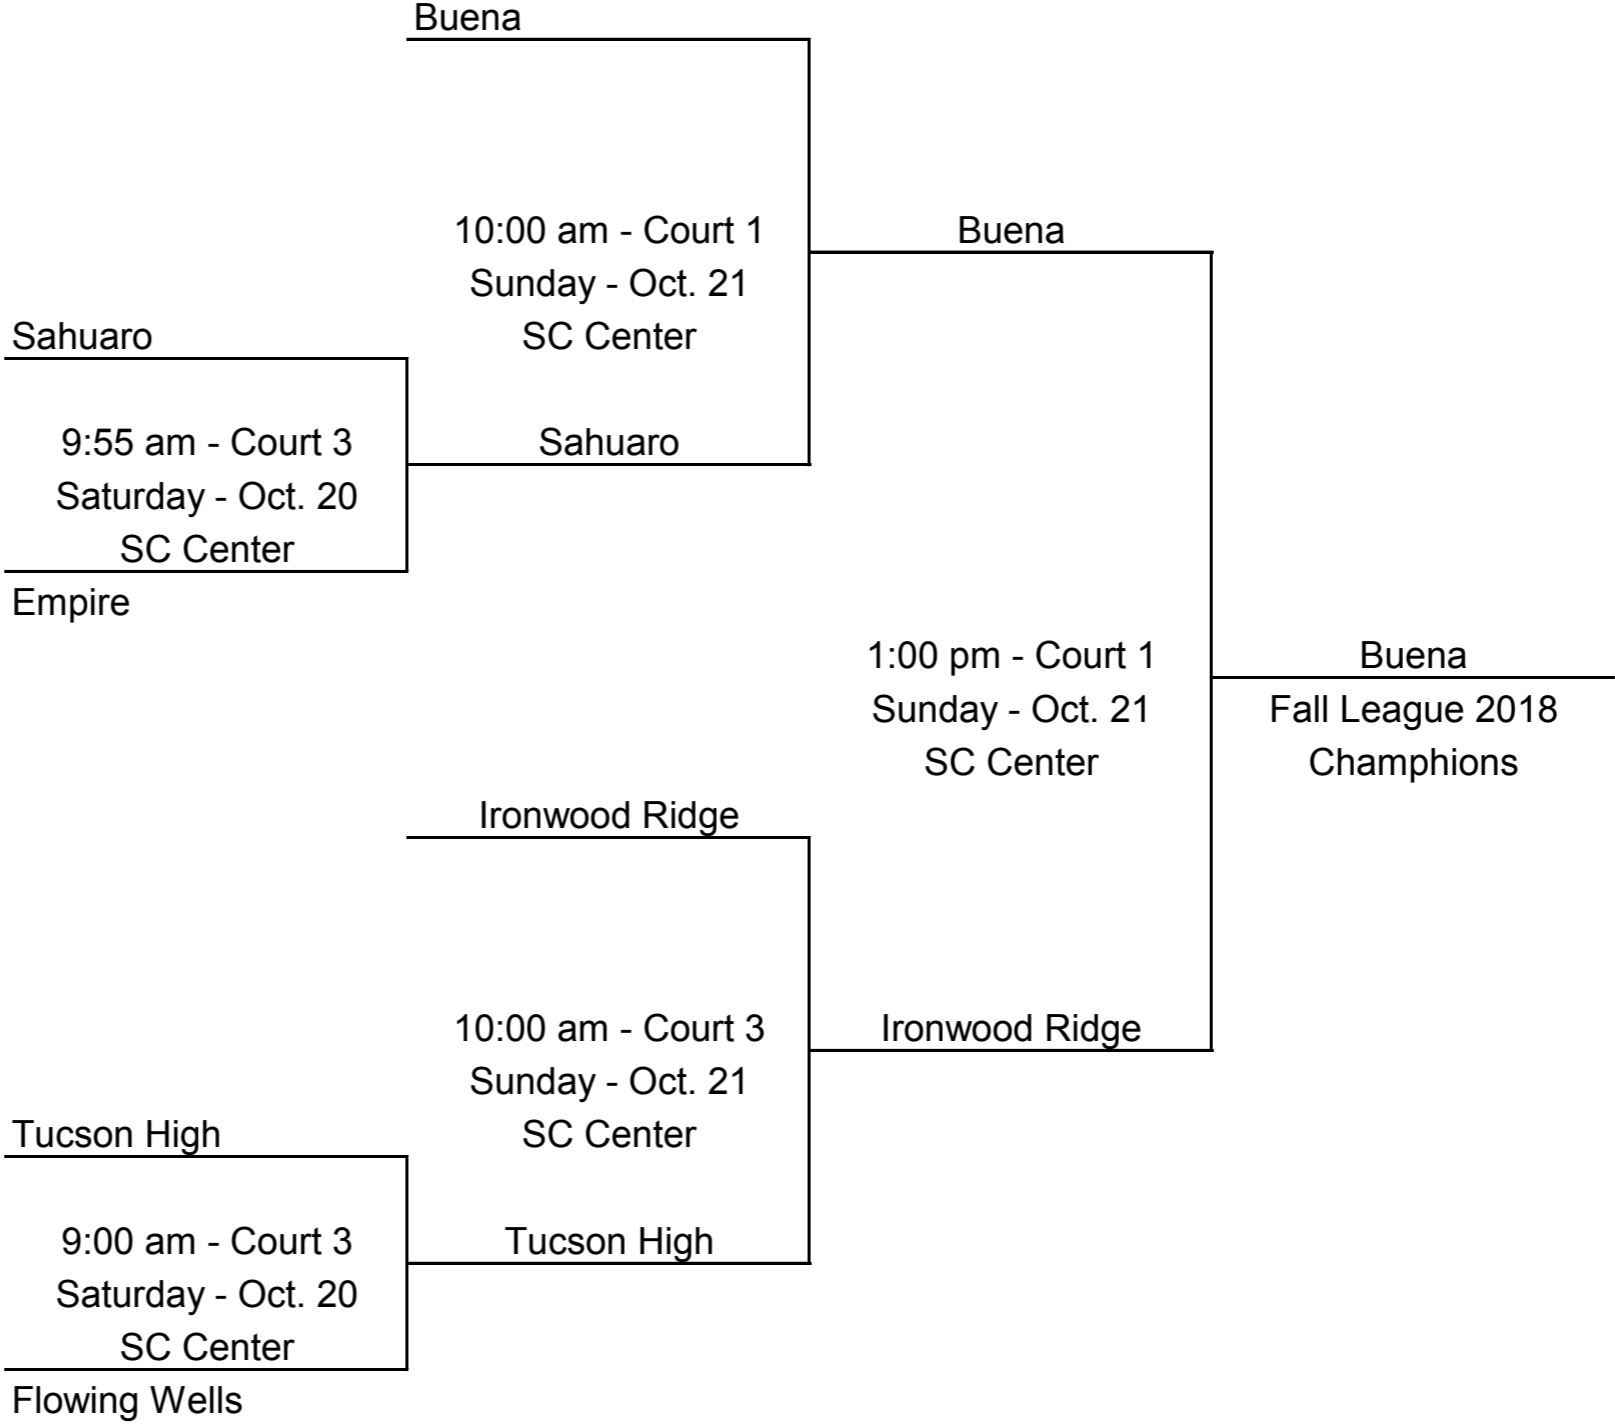 Buena
10:00 am - Court 1
Buena
Sunday - Oct. 21
Sahuaro
SC Center
9:55 am - Court 3
Sahuaro
Saturday - Oct. 20
SC Center
Empire
1:00 pm - Court 1
Buena
Sunday - Oct. 21
Fall League 2018
SC Center
Champhions
Ironwood Ridge
10:00 am - Court 3
Ironwood Ridge
Sunday - Oct. 21
Tucson High
SC Center
9:00 am - Court 3
Tucson High
Saturday - Oct. 20
SC Center
Flowing Wells